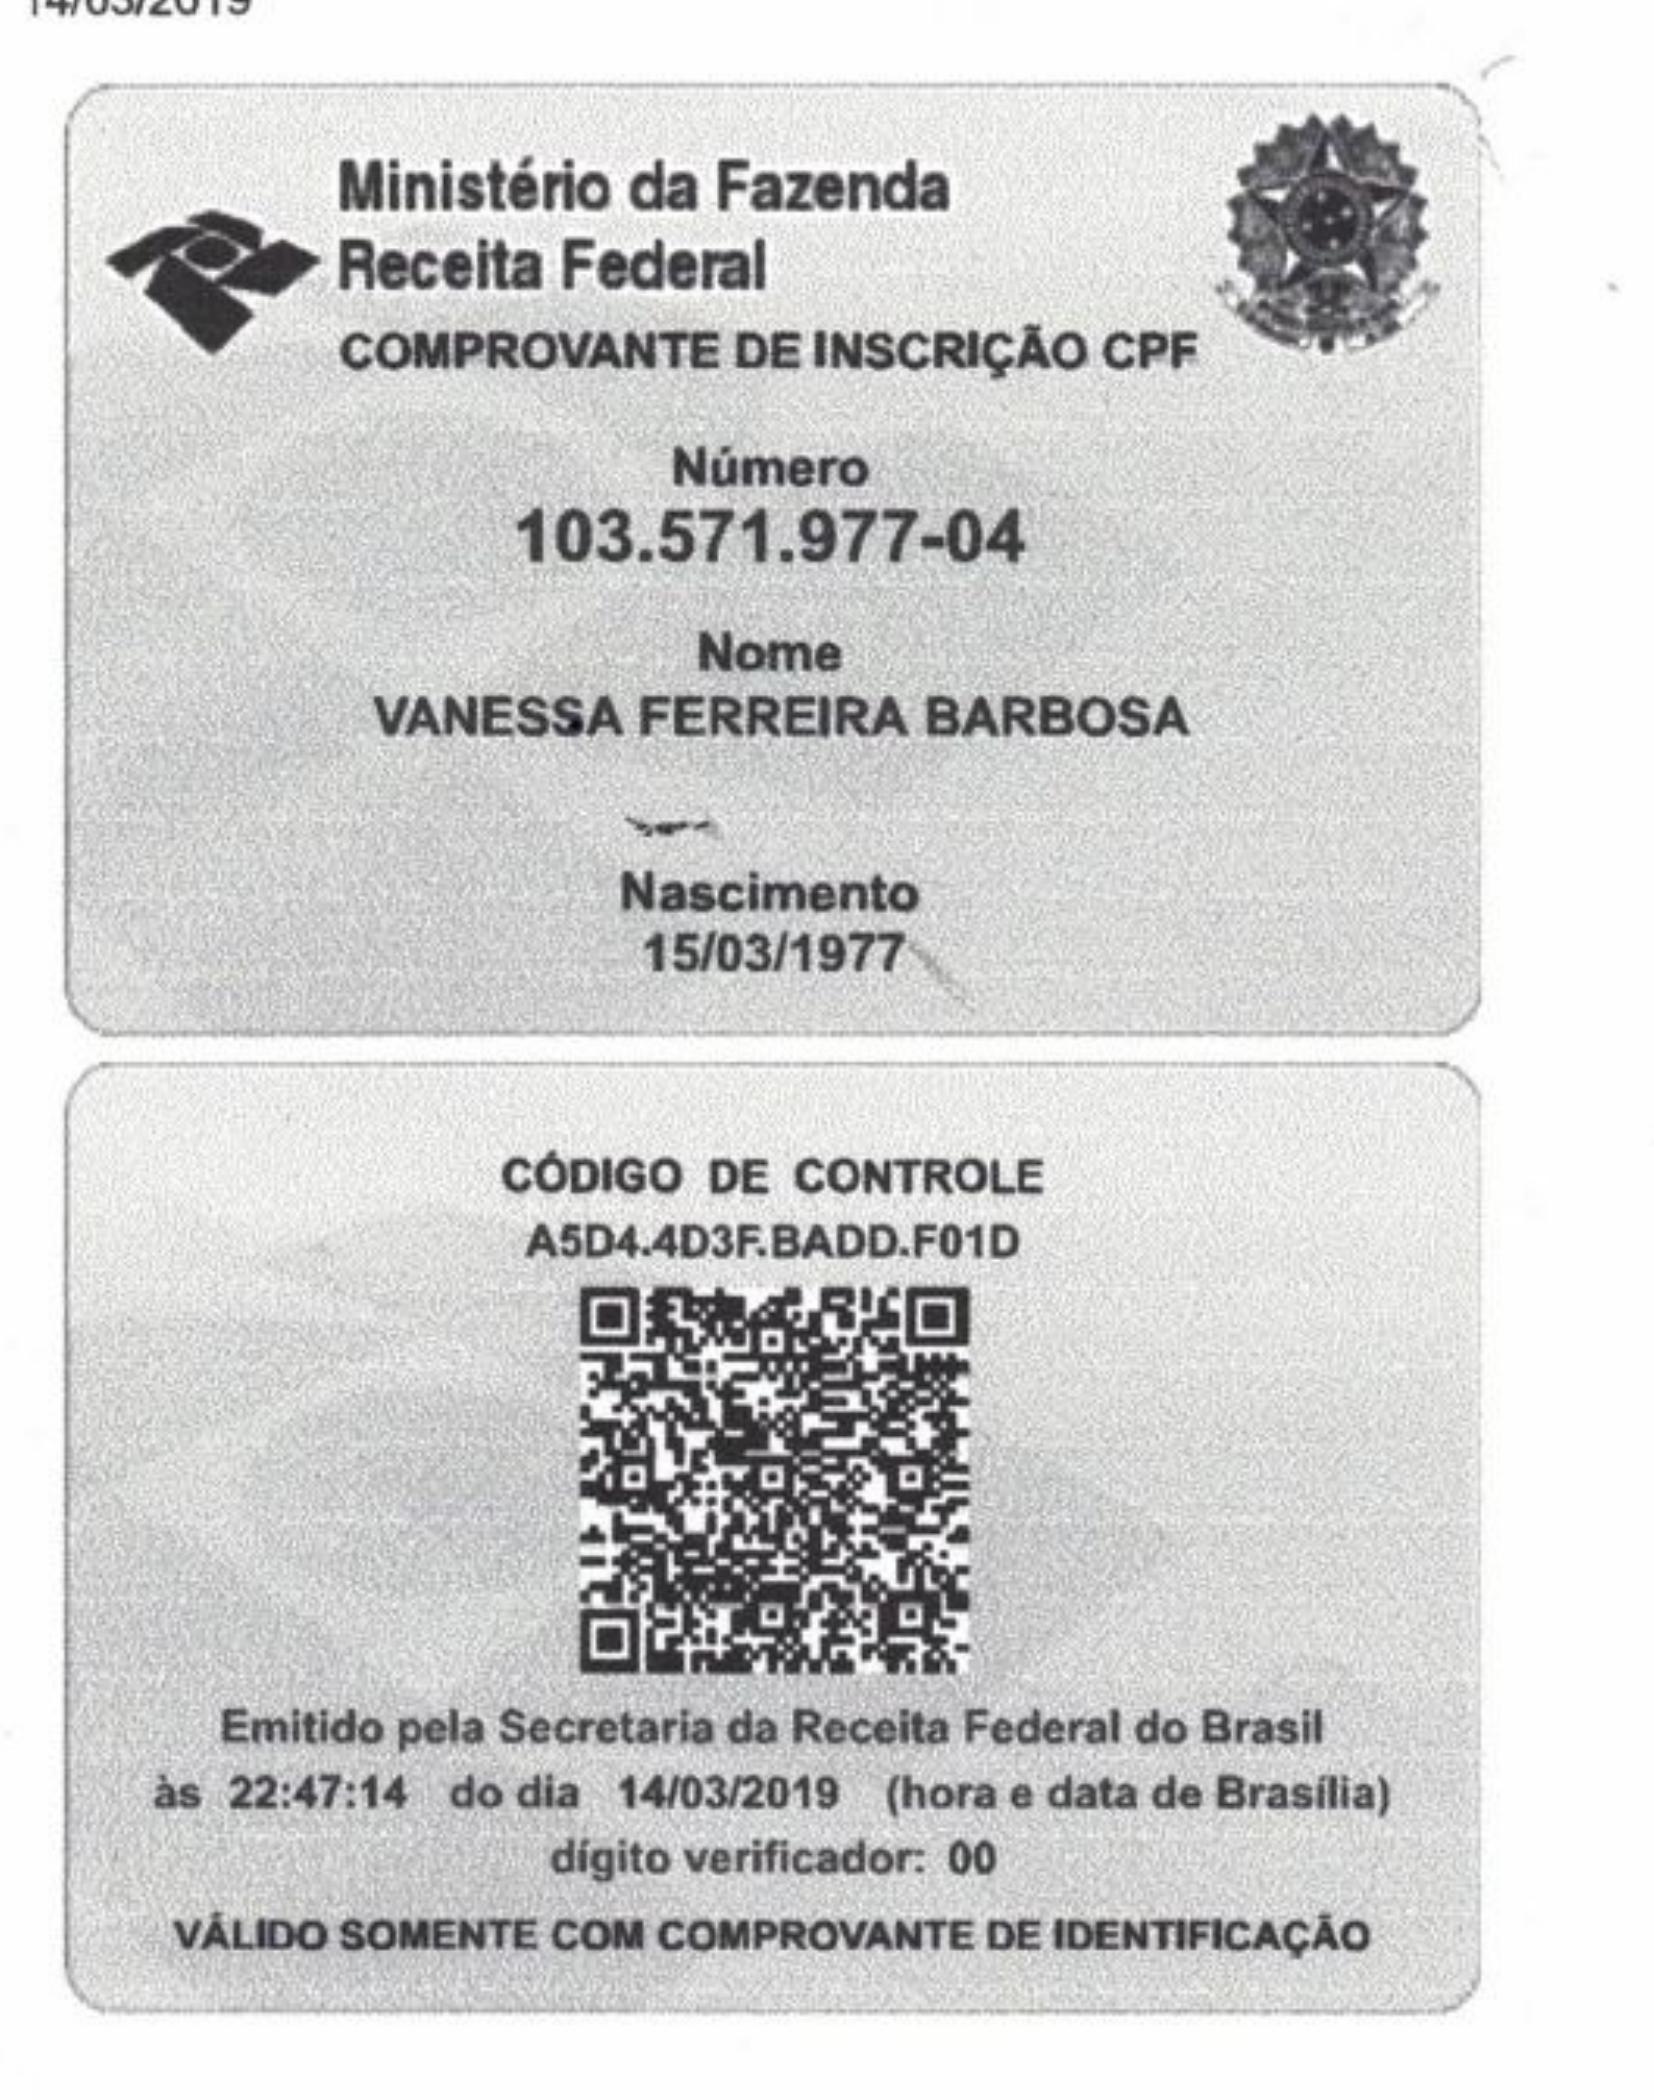 14/03/2019
Ministério da Fazenda
Receita Federal
COMPROVANTE DE INSCRIÇÃO CPF
Número
103.571.977-04
Nome
VANESSA FERREIRA BARBOSA
Nascimento
15/03/1977
CÓDIGO DE CONTROLE
A5D4.4D3F.BADD.F01D
Emitido pela Secretaria da Receita Federal do Brasil
às 22:47:14 do dia 14/03/2019 (hora e data de Brasília)
dígito verificador: 00
VÁLIDO SOMENTE COM COMPROVANTE DE IDENTIFICAÇÃO